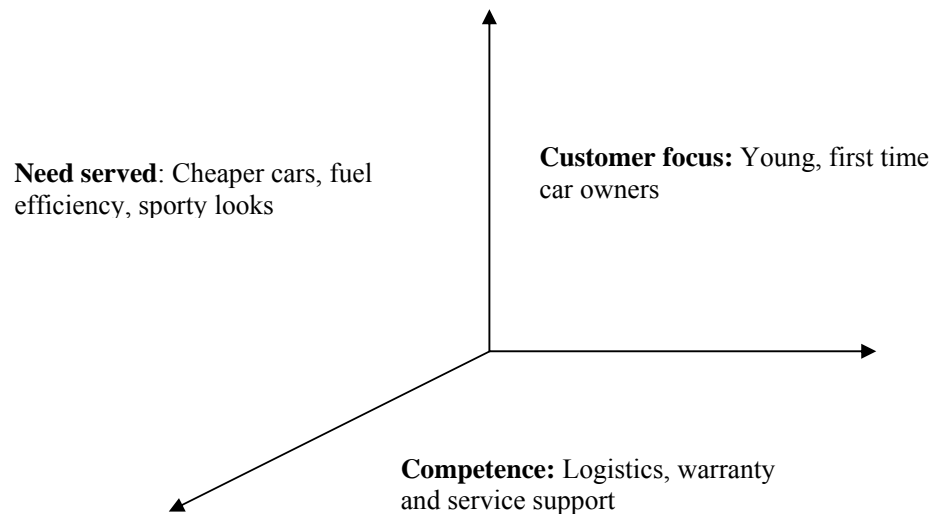 Need served: Cheaper cars, fuel
efficiency, sporty looks
Customer focus: Young, first time
car owners
Competence: Logistics, warranty
and service support